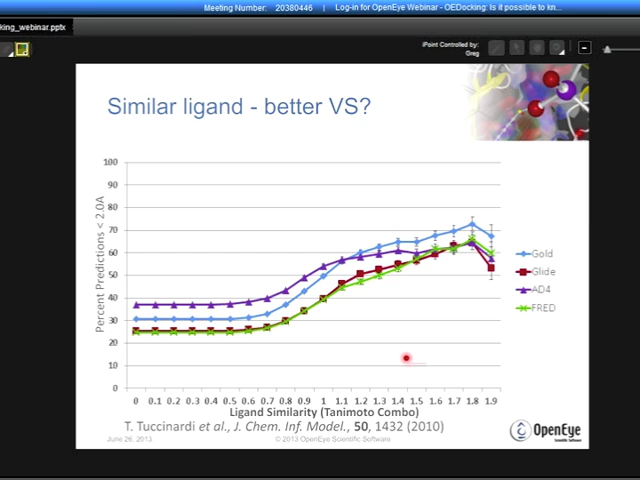 Meeting Number: 20380446 | Log-in for OpenEye Webinar - OEDocking: Is it possible to kn...
king_webinar.pptx
iPoint Controlled by:
Greg
Similar ligand - better VS?
Percent Predictions < 2.0A
100
90
80
70
60
50
40
30
20
10
0
0 0.1 0.2 0.3 0.4 0.5 0.6 0.7 0.8 0.9 1 1.1 1.2 1.3 1.4 1.5 1.6 1.7 1.8 1.9
Ligand Similarity (Tanimoto Combo)
Gold
Glide
AD4
FRED
T. Tuccinardi et al., J. Chem. Inf. Model., 50, 1432 (2010)
June 26, 2013
© 2013 OpenEye Scientific Software
OpenEye
Scientific Software